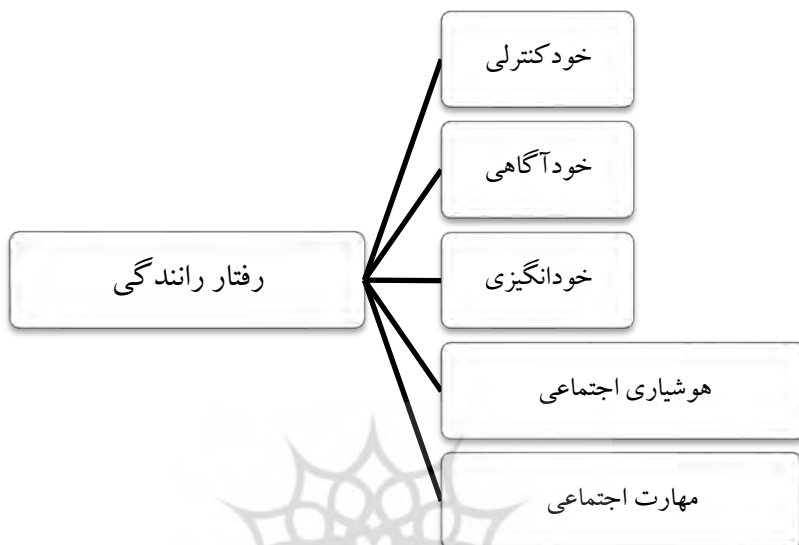 خودکنترلی
خودآگاهی
رفتار رانندگی
خودانگیزی
هوشیاری اجتماعی
مهارت اجتماعی